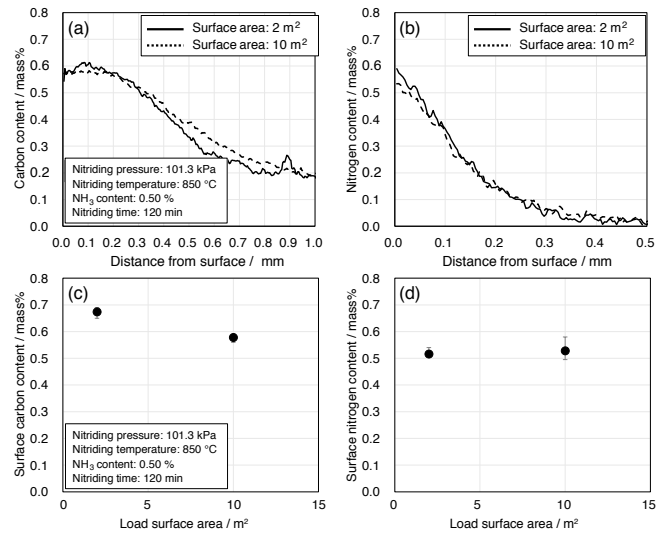 (a)
Surface area: 2 m²
Surface area: 10 m²
Carbon content / mass%
0.8
0.7
0.6
0.5
0.4
0.3
0.2
0.1
0.0
Nitriding pressure: 101.3 kPa
Nitriding temperature: 850 °C
NH₃ content: 0.50 %
Nitriding time: 120 min
0.0 0.1 0.2 0.3 0.4 0.5 0.6 0.7 0.8 0.9 1.0
Distance from surface / mm
(b)
Surface area: 2 m²
Surface area: 10 m²
Nitrogen content / mass%
0.8
0.7
0.6
0.5
0.4
0.3
0.2
0.1
0.0
0.0 0.1 0.2 0.3 0.4 0.5
Distance from surface / mm
(c)
Surface carbon content / mass%
0.8
0.7
0.6
0.5
0.4
0.3
0.2
0.1
0.0
Nitriding pressure: 101.3 kPa
Nitriding temperature: 850 °C
NH₃ content: 0.50 %
Nitriding time: 120 min
0 5 10 15
Load surface area / m²
(d)
Surface nitrogen content / mass%
0.8
0.7
0.6
0.5
0.4
0.3
0.2
0.1
0.0
0 5 10 15
Load surface area / m²